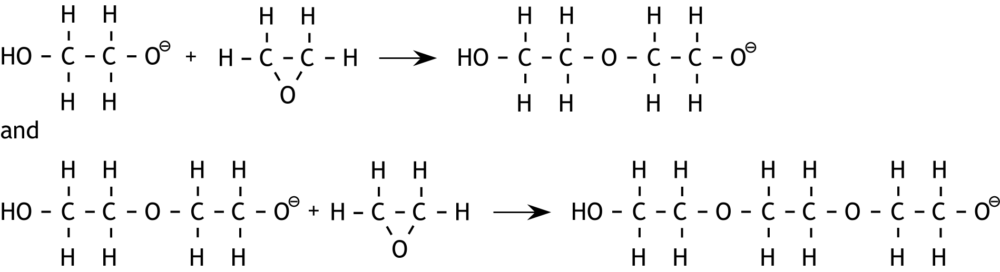 H H H H H H H H
HO – C – C – O⊖ + H – C – C – H ⟶ HO – C – C – O – C – C – O⊖
O
H H H H H H
and
H H H H H H H H H H H H
HO – C – C – O – C – C – O⊖ + H – C – C – H ⟶ HO – C – C – O – C – C – O – C – C – O⊖
O
H H H H H H H H H H